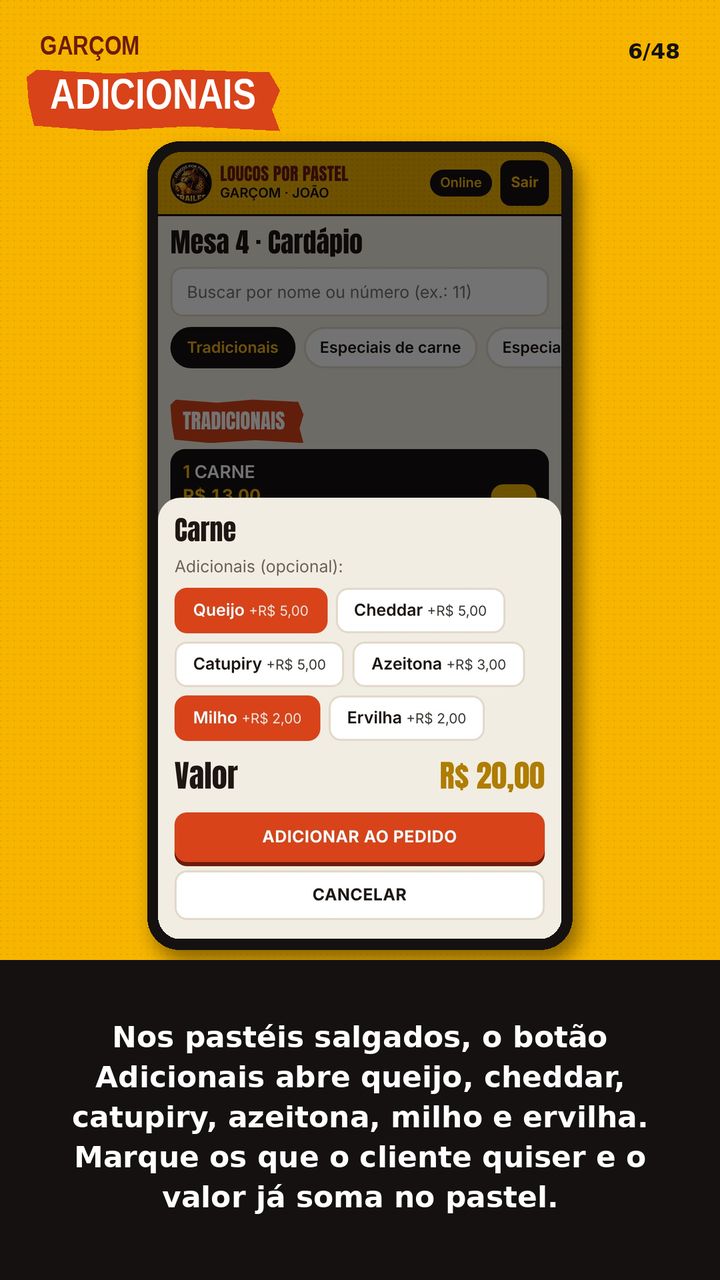 GARÇOM
6/48
ADICIONAIS
LOUCOS POR PASTEL
GARÇOM · JOÃO
Online
Sair
Mesa 4 · Cardápio
Buscar por nome ou número (ex.: 11)
Tradicionais
Especiais de carne
Especia
TRADICIONAIS
1 CARNE
R$ 13,00
Carne
Adicionais (opcional):
Queijo +R$ 5,00
Cheddar +R$ 5,00
Catupiry +R$ 5,00
Azeitona +R$ 3,00
Milho +R$ 2,00
Ervilha +R$ 2,00
Valor
R$ 20,00
ADICIONAR AO PEDIDO
CANCELAR
Nos pastéis salgados, o botão
Adicionais abre queijo, cheddar,
catupiry, azeitona, milho e ervilha.
Marque os que o cliente quiser e o
valor já soma no pastel.